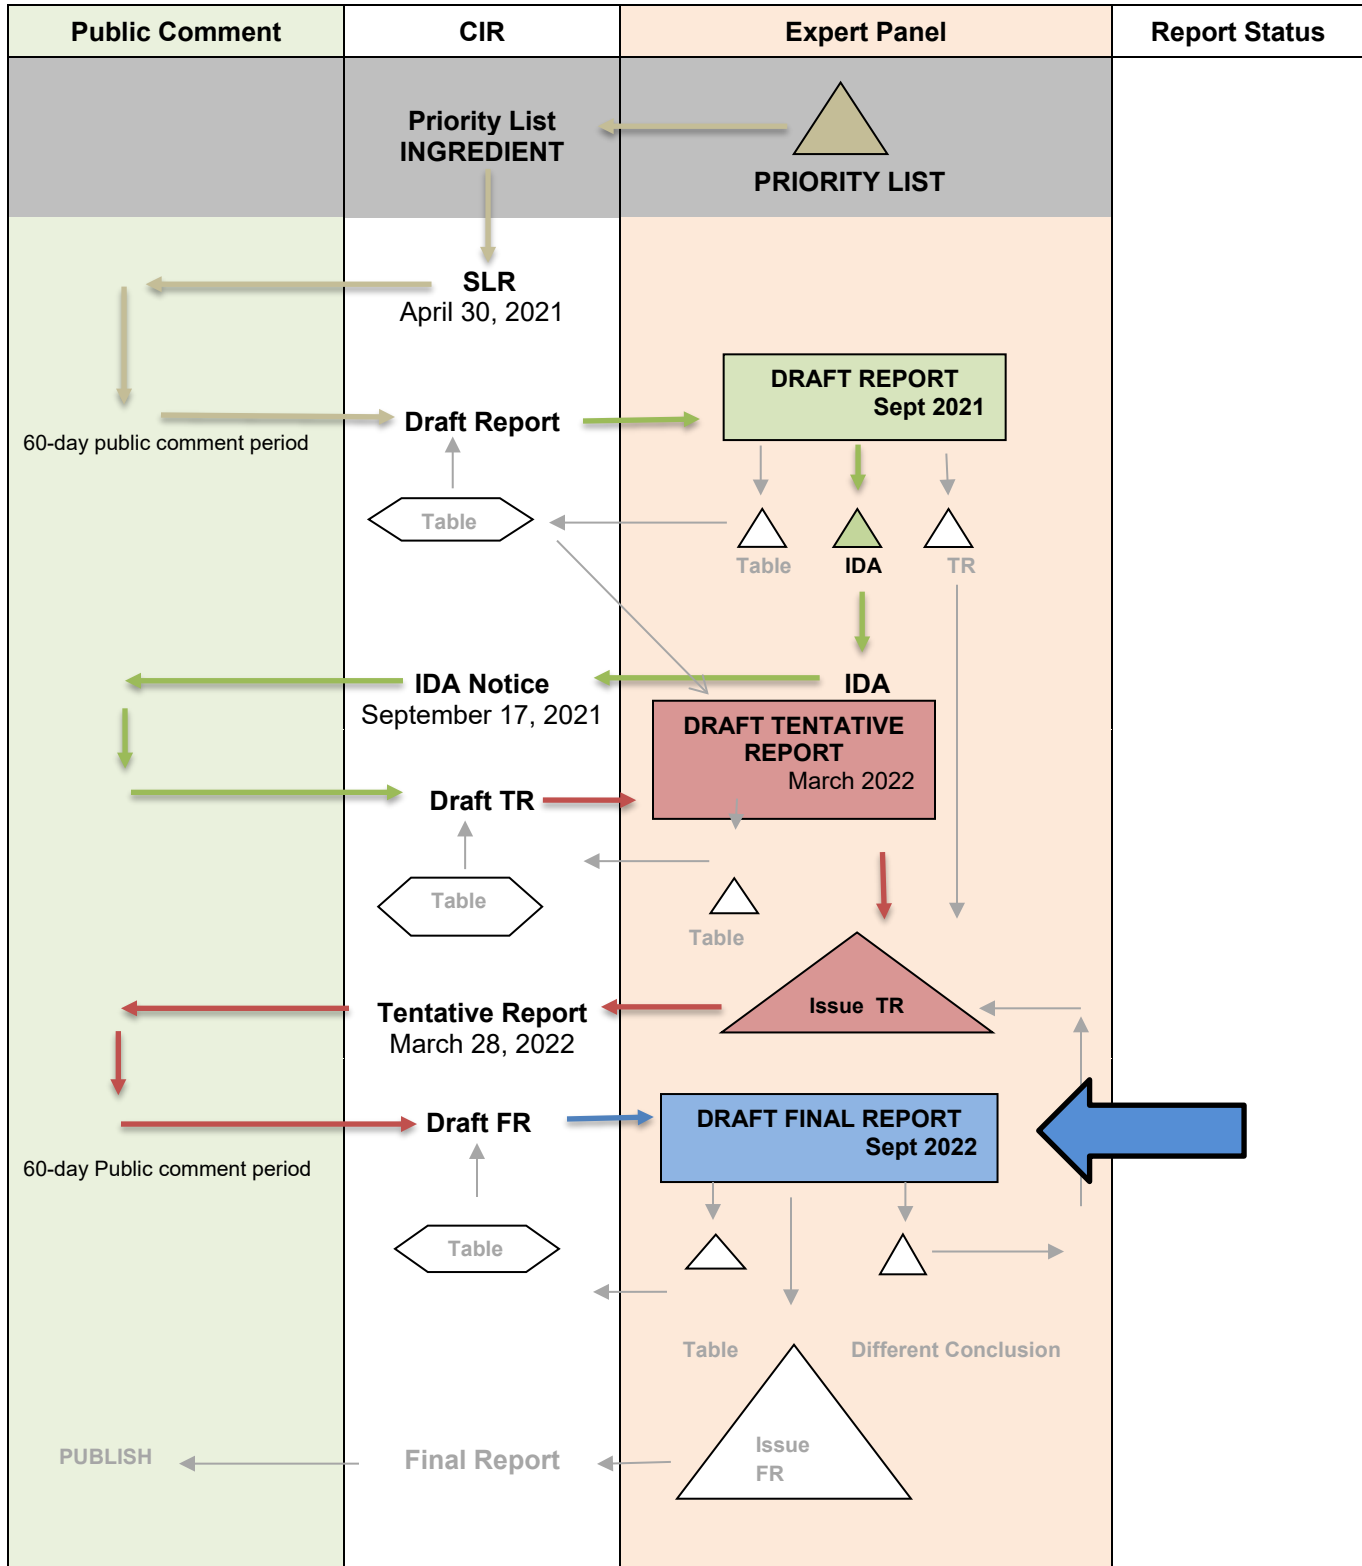 Public Comment
CIR
Expert Panel
Report Status
Priority List
INGREDIENT
PRIORITY LIST
SLR
April 30, 2021
DRAFT REPORT
Sept 2021
60-day public comment period
Draft Report
Table
Table
IDA
TR
IDA Notice
September 17, 2021
IDA
DRAFT TENTATIVE
REPORT
March 2022
Draft TR
Table
Table
Tentative Report
March 28, 2022
Issue TR
Draft FR
DRAFT FINAL REPORT
Sept 2022
60-day Public comment period
Table
Table
Different Conclusion
PUBLISH
Final Report
Issue
FR